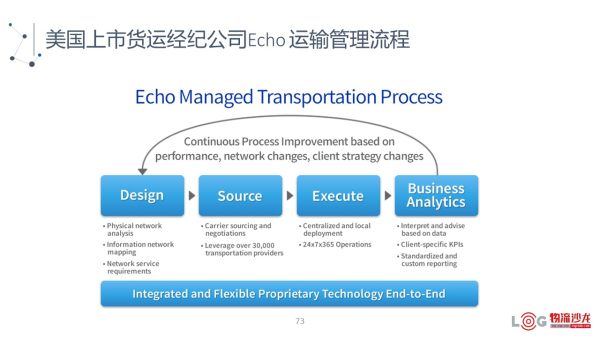 美国上市货运经纪公司Echo 运输管理流程
Echo Managed Transportation Process
Continuous Process Improvement based on
performance, network changes, client strategy changes
Design
Source
Execute
Business
Analytics
• Physical network
analysis
• Information network
mapping
• Network service
requirements
• Carrier sourcing and
negotiations
• Leverage over 30,000
transportation providers
• Centralized and local
deployment
• 24x7x365 Operations
• Interpret and advise
based on data
• Client-specific KPIs
• Standardized and
custom reporting
Integrated and Flexible Proprietary Technology End-to-End
73
LOG 物流沙龙